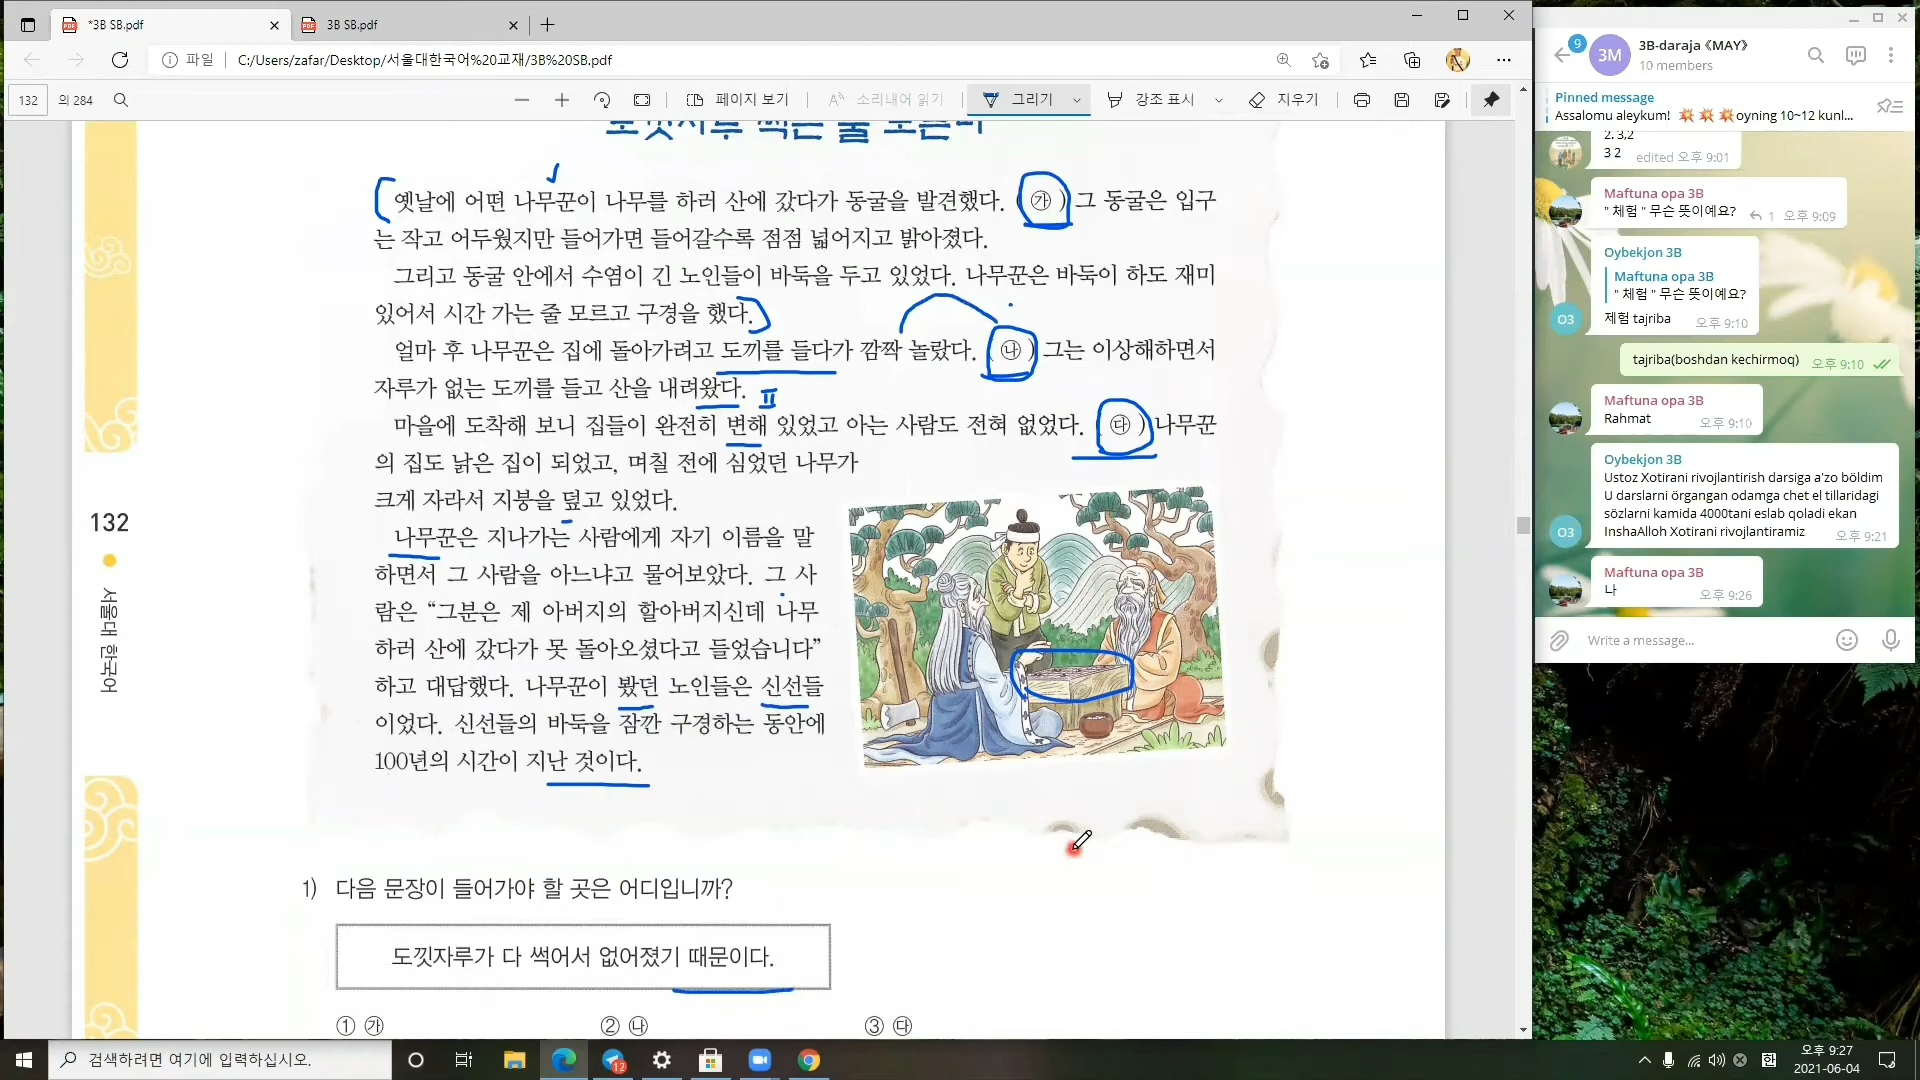 *3B SB.pdf
3B SB.pdf
파일
C:/Users/zafar/Desktop/서울대한국어%20교재/3B%20SB.pdf
132
의 284
페이지 보기
소리내어 읽기
그리기
강조 표시
지우기
도낏자루 썩는 줄 모른다
옛날에 어떤 나무꾼이 나무를 하러 산에 갔다가 동굴을 발견했다. ( ㉮ ) 그 동굴은 입구
는 작고 어두웠지만 들어가면 들어갈수록 점점 넓어지고 밝아졌다.
그리고 동굴 안에서 수염이 긴 노인들이 바둑을 두고 있었다. 나무꾼은 바둑이 하도 재미
있어서 시간 가는 줄 모르고 구경을 했다.
얼마 후 나무꾼은 집에 돌아가려고 도끼를 들다가 깜짝 놀랐다. ( ㉯ ) 그는 이상해하면서
자루가 없는 도끼를 들고 산을 내려왔다. II
마을에 도착해 보니 집들이 완전히 변해 있었고 아는 사람도 전혀 없었다. ( ㉰ ) 나무꾼
의 집도 낡은 집이 되었고, 며칠 전에 심었던 나무가
크게 자라서 지붕을 덮고 있었다.
나무꾼은 지나가는 사람에게 자기 이름을 말
하면서 그 사람을 아느냐고 물어보았다. 그 사
람은 “그분은 제 아버지의 할아버지신데 나무
하러 산에 갔다가 못 돌아오셨다고 들었습니다”
하고 대답했다. 나무꾼이 봤던 노인들은 신선들
이었다. 신선들의 바둑을 잠깐 구경하는 동안에
100년의 시간이 지난 것이다.
132
서울대 한국어
1) 다음 문장이 들어가야 할 곳은 어디입니까?
도낏자루가 다 썩어서 없어졌기 때문이다.
① ㉮ ② ㉯ ③ ㉰
9
3M
3B-daraja 《MAY》
10 members
Pinned message
Assalomu aleykum! 💥💥💥oyning 10~12 kunl...
2. 3,2
3 2
edited 오후 9:01
Maftuna opa 3B
" 체험 " 무슨 뜻이예요?
1 오후 9:09
Oybekjon 3B
Maftuna opa 3B
" 체험 " 무슨 뜻이예요?
O3
제험 tajriba
오후 9:10
tajriba(boshdan kechirmoq)
오후 9:10
Maftuna opa 3B
Rahmat
오후 9:10
Oybekjon 3B
Ustoz Xotirani rivojlantirish darsiga a'zo böldim
U darslarni örgangan odamga chet el tillaridagi
sözlarni kamida 4000tani eslab qoladi ekan
InshaAlloh Xotirani rivojlantiramiz
O3
오후 9:21
Maftuna opa 3B
나
오후 9:26
Write a message...
검색하려면 여기에 입력하십시오.
12
한
오후 9:27
2021-06-04